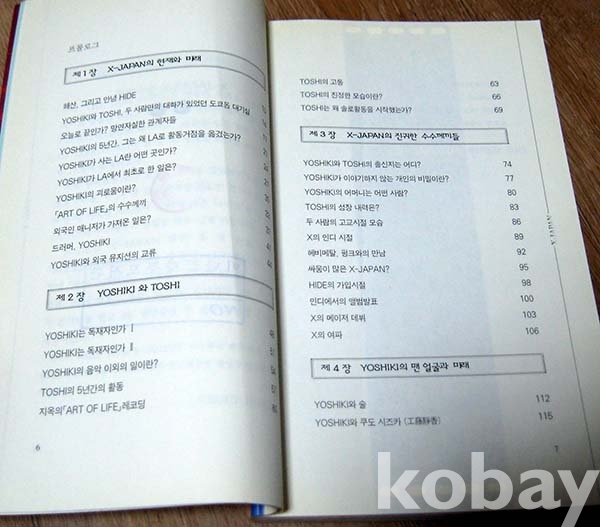 프롤로그
제 1 장 X-JAPAN의 현재와 미래
해산, 그리고 안녕 HIDE
YOSHIKI와 TOSHI, 두 사람만의 대화가 있었던 도쿄돔 대기실
오늘로 끝인가? 망연자실한 관계자들
YOSHIKI의 5년간, 그는 왜 LA로 활동거점을 옮겼는가?
YOSHIKI가 사는 LA란 어떤 곳인가?
YOSHIKI가 LA에서 최초로 한 일은?
YOSHIKI의 괴로움이란?
「ART OF LIFE」의 수수께끼
외국인 매니저가 가져온 일은?
드러머, YOSHIKI
YOSHIKI와 외국 뮤지션의 교류
제 2 장 YOSHIKI 와 TOSHI
YOSHIKI는 독재자인가 Ⅰ
YOSHIKI는 독재자인가 Ⅱ
YOSHIKI의 음악 이외의 일이란?
TOSHI의 5년간의 활동
지옥의 「ART OF LIFE」 레코딩
6
TOSHI의 고통 63
TOSHI의 진정한 모습이란? 66
TOSHI는 왜 솔로활동을 시작했는가? 69
제 3 장 X-JAPAN의 진귀한 수수께끼들
YOSHIKI와 TOSHI의 출신지는 어디? 74
YOSHIKI가 이야기하지 않는 개인의 비밀이란? 77
YOSHIKI의 어머니는 어떤 사람? 80
TOSHI의 성장 내력은? 83
두 사람의 고교시절 모습 86
X의 인디 시절 89
헤비메탈, 펑크와의 만남 92
싸움이 많은 X-JAPAN? 95
HIDE의 가입시절 98
인디에서의 앨범발표 100
X의 메이저 데뷔 103
X의 여파 106
제 4 장 YOSHIKI의 맨 얼굴과 미래
YOSHIKI와 술 112
YOSHIKI와 쿠도 시즈카 (工藤靜香) 115
7
X-JAPAN
kobay